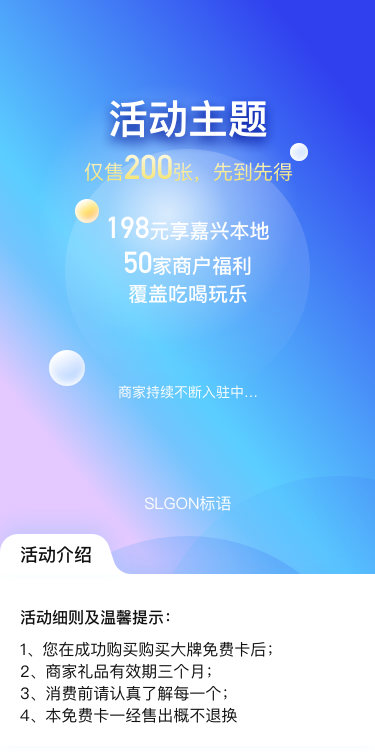 活动主题
仅售200张，先到先得
198元享嘉兴本地
50家商户福利
覆盖吃喝玩乐
商家持续不断入驻中...
SLGON标语
活动介绍
活动细则及温馨提示：
1、您在成功购买购买大牌免费卡后；
2、商家礼品有效期三个月；
3、消费前请认真了解每一个；
4、本免费卡一经售出概不退换